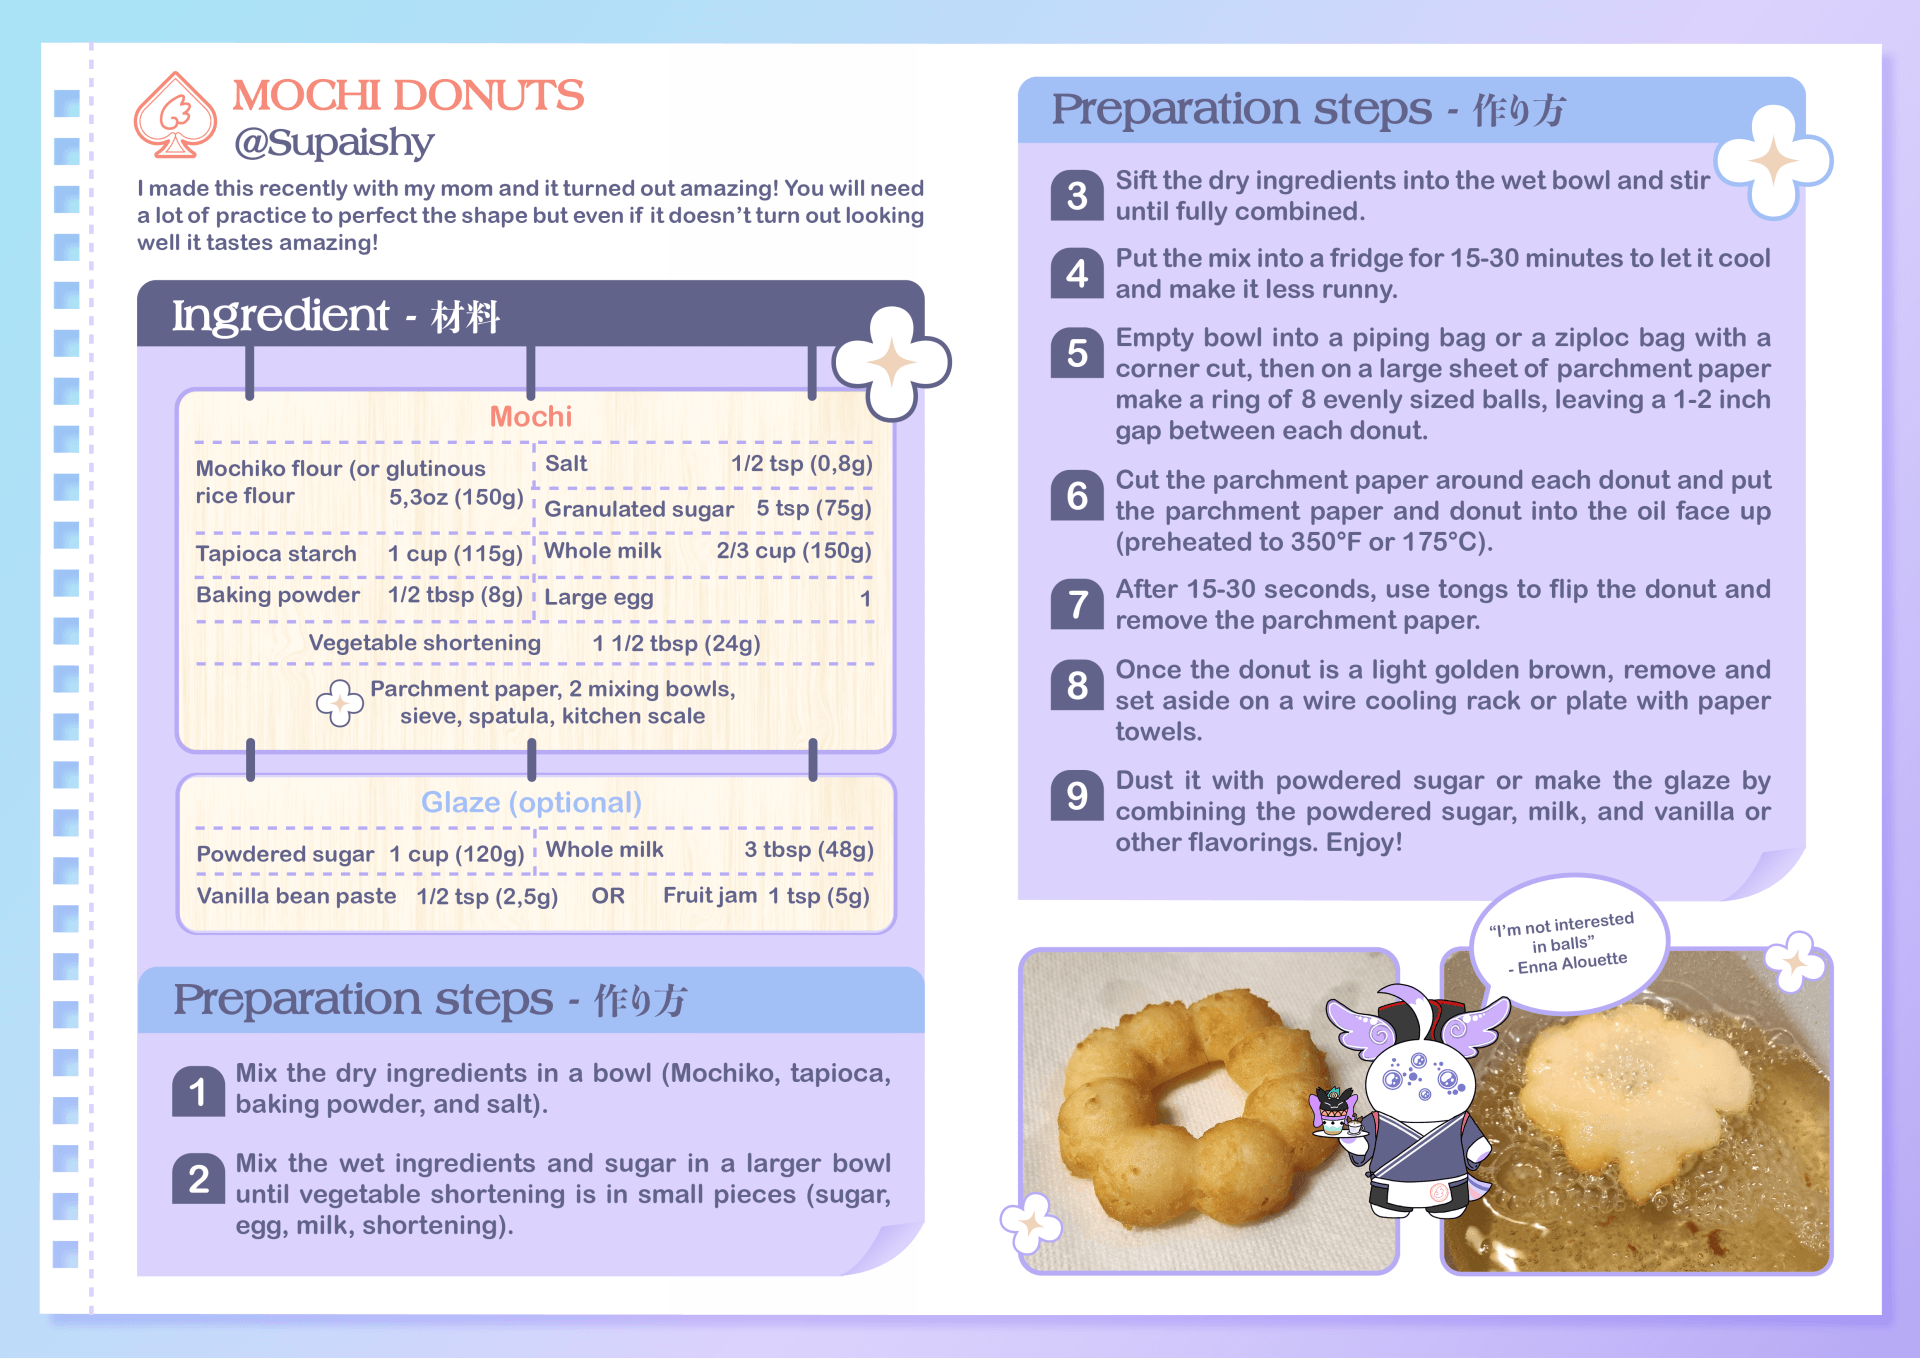 MOCHI DONUTS
@Supaishy
I made this recently with my mom and it turned out amazing! You will need
a lot of practice to perfect the shape but even if it doesn't turn out looking
well it tastes amazing!
Ingredient - 材料
Mochi
Mochiko flour (or glutinous
rice flour 5,3oz (150g)
Salt 1/2 tsp (0,8g)
Granulated sugar 5 tsp (75g)
Tapioca starch 1 cup (115g)
Whole milk 2/3 cup (150g)
Baking powder 1/2 tbsp (8g)
Large egg 1
Vegetable shortening 1 1/2 tbsp (24g)
Parchment paper, 2 mixing bowls,
sieve, spatula, kitchen scale
Glaze (optional)
Powdered sugar 1 cup (120g)
Whole milk 3 tbsp (48g)
Vanilla bean paste 1/2 tsp (2,5g) OR Fruit jam 1 tsp (5g)
Preparation steps - 作り方
1 Mix the dry ingredients in a bowl (Mochiko, tapioca,
baking powder, and salt).
2 Mix the wet ingredients and sugar in a larger bowl
until vegetable shortening is in small pieces (sugar,
egg, milk, shortening).
Preparation steps - 作り方
3 Sift the dry ingredients into the wet bowl and stir
until fully combined.
4 Put the mix into a fridge for 15-30 minutes to let it cool
and make it less runny.
5 Empty bowl into a piping bag or a ziploc bag with a
corner cut, then on a large sheet of parchment paper
make a ring of 8 evenly sized balls, leaving a 1-2 inch
gap between each donut.
6 Cut the parchment paper around each donut and put
the parchment paper and donut into the oil face up
(preheated to 350°F or 175°C).
7 After 15-30 seconds, use tongs to flip the donut and
remove the parchment paper.
8 Once the donut is a light golden brown, remove and
set aside on a wire cooling rack or plate with paper
towels.
9 Dust it with powdered sugar or make the glaze by
combining the powdered sugar, milk, and vanilla or
other flavorings. Enjoy!
"I'm not interested
in balls"
- Enna Alouette